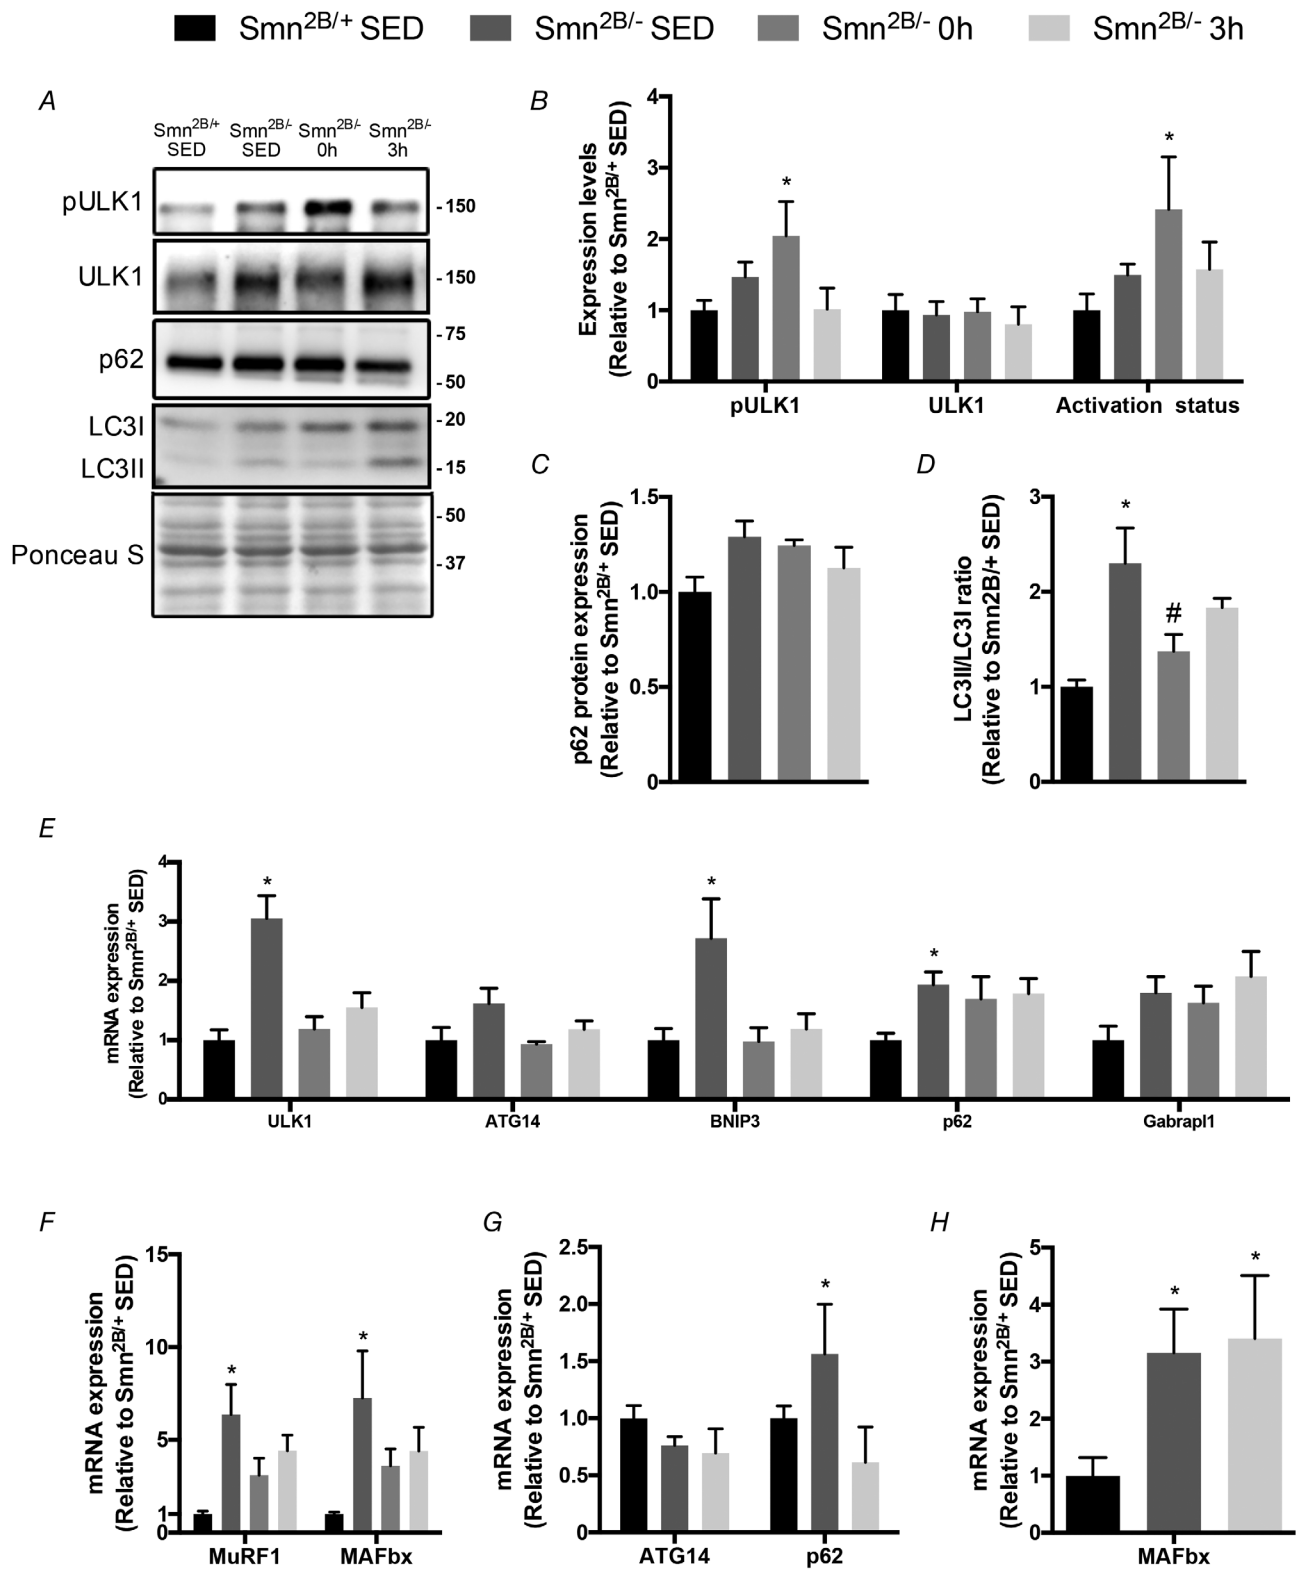 Smn2B/+ SED Smn2B/- SED Smn2B/- 0h Smn2B/- 3h
A
Smn2B/+ SED
Smn2B/- SED
Smn2B/- 0h
Smn2B/- 3h
pULK1
- 150
ULK1
- 150
p62
- 75
- 50
LC3I
- 20
LC3II
- 15
Ponceau S
- 50
- 37
B
Expression levels
(Relative to Smn2B/+ SED)
4
3
2
1
0
* *
pULK1 ULK1 Activation status
C
p62 protein expression
(Relative to Smn2B/+ SED)
1.5
1.0
0.5
0
D
LC3II/LC3I ratio
(Relative to Smn2B/+ SED)
3
2
1
0
* #
E
mRNA expression
(Relative to Smn2B/+ SED)
4
3
2
1
0
* * *
ULK1 ATG14 BNIP3 p62 Gabrapl1
F
mRNA expression
(Relative to Smn2B/+ SED)
15
10
5
1
0
* *
MuRF1 MAFbx
G
mRNA expression
(Relative to Smn2B/+ SED)
2.5
2.0
1.5
1.0
0.5
0
*
ATG14 p62
H
mRNA expression
(Relative to Smn2B/+ SED)
5
4
3
2
1
0
* *
MAFbx